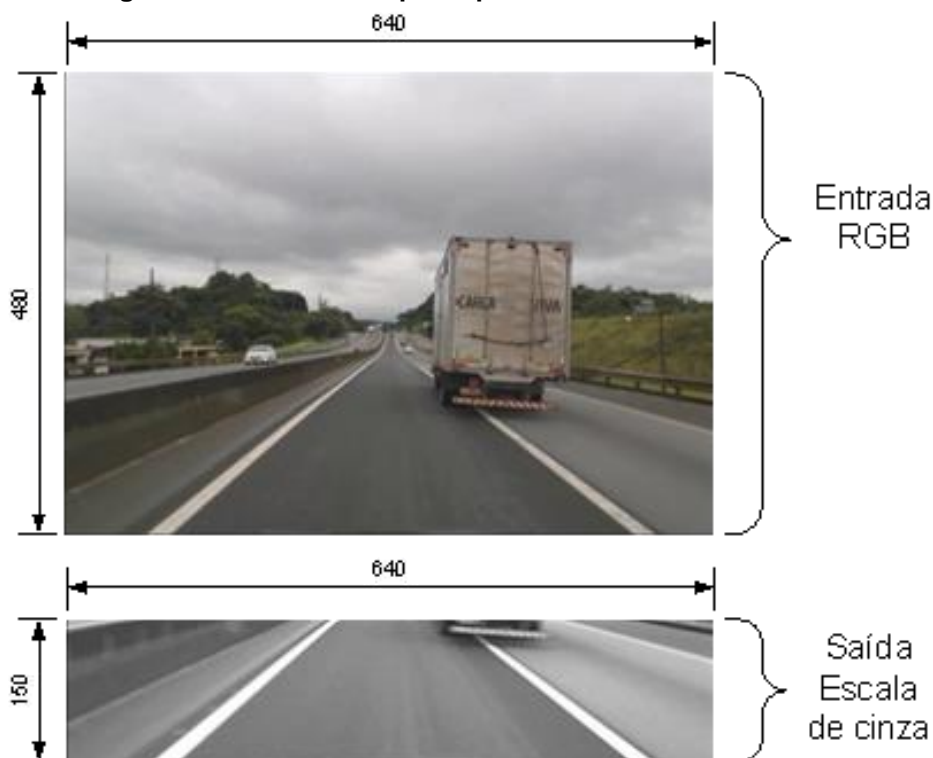 640
480
Entrada
RGB
CARGA VIVA
640
150
Saída
Escala
de cinza